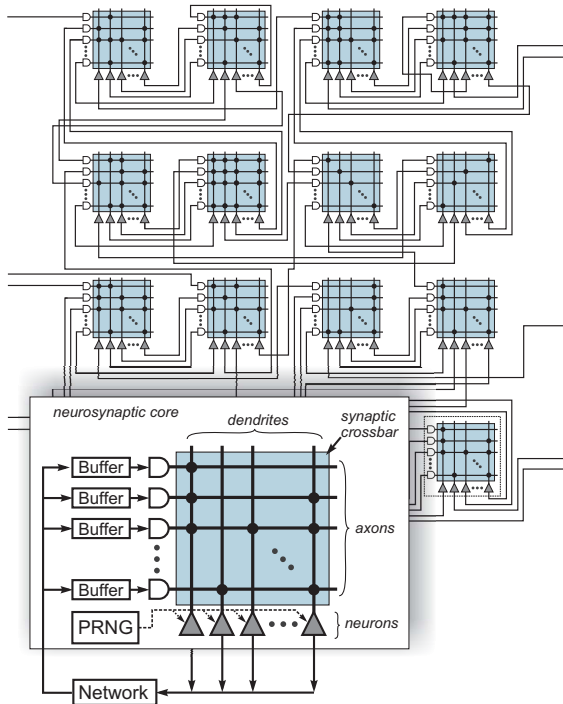 neurosynaptic core
dendrites
synaptic
crossbar
Buffer
Buffer
Buffer
axons
Buffer
PRNG
neurons
Network